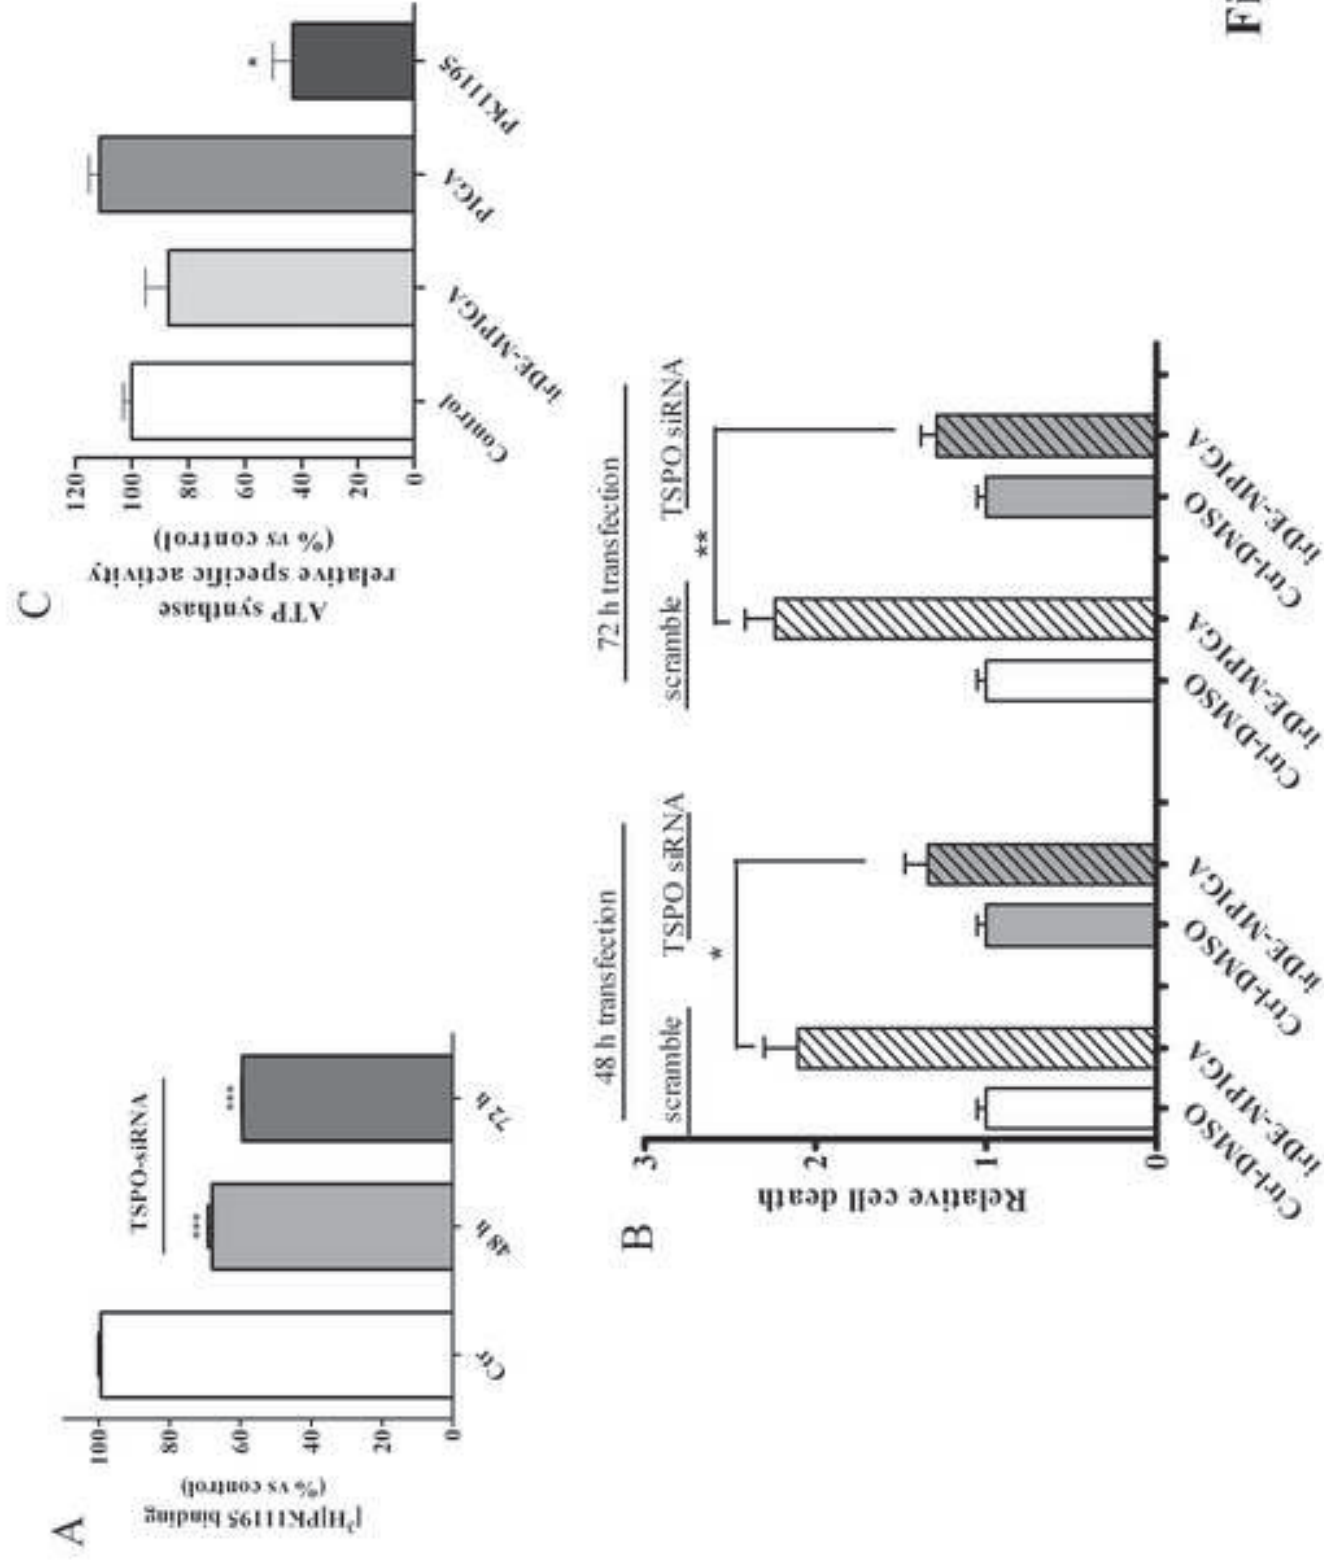 A
[³H]PK11195 binding
(% vs control)
100
80
60
40
20
0
TSPO-siRNA
***
***
Ctr
48 h
72 h
C
ATP synthase
relative specific activity
(% vs control)
120
100
80
60
40
20
0
*
Control
irDE-MPIGA
PIGA
PK11195
B
Relative cell death
3
2
1
0
48 h transfection
72 h transfection
scramble
TSPO siRNA
scramble
TSPO siRNA
*
**
Ctrl-DMSO
irDE-MPIGA
Ctrl-DMSO
irDE-MPIGA
Ctrl-DMSO
irDE-MPIGA
Ctrl-DMSO
irDE-MPIGA
Fi